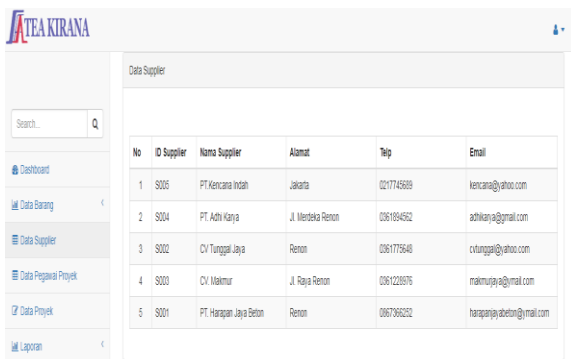 TEA KIRANA
Data Supplier
Search...
Dashboard
Data Barang
Data Supplier
Data Pegawai Proyek
Data Proyek
Laporan
No ID Supplier Nama Supplier Alamat Telp Email
1 S005 PT.Kencana Indah Jakarta 0217745689 kencana@yahoo.com
2 S004 PT. Adhi Karya Jl. Merdeka Renon 0361894562 adhikarya@gmail.com
3 S002 CV Tunggal Jaya Renon 0361775648 cvtunggal@yahoo.com
4 S003 CV. Makmur Jl. Raya Renon 0361228976 makmurjaya@ymail.com
5 S001 PT. Harapan Jaya Beton Renon 0867366252 harapanjayabeton@ymail.com